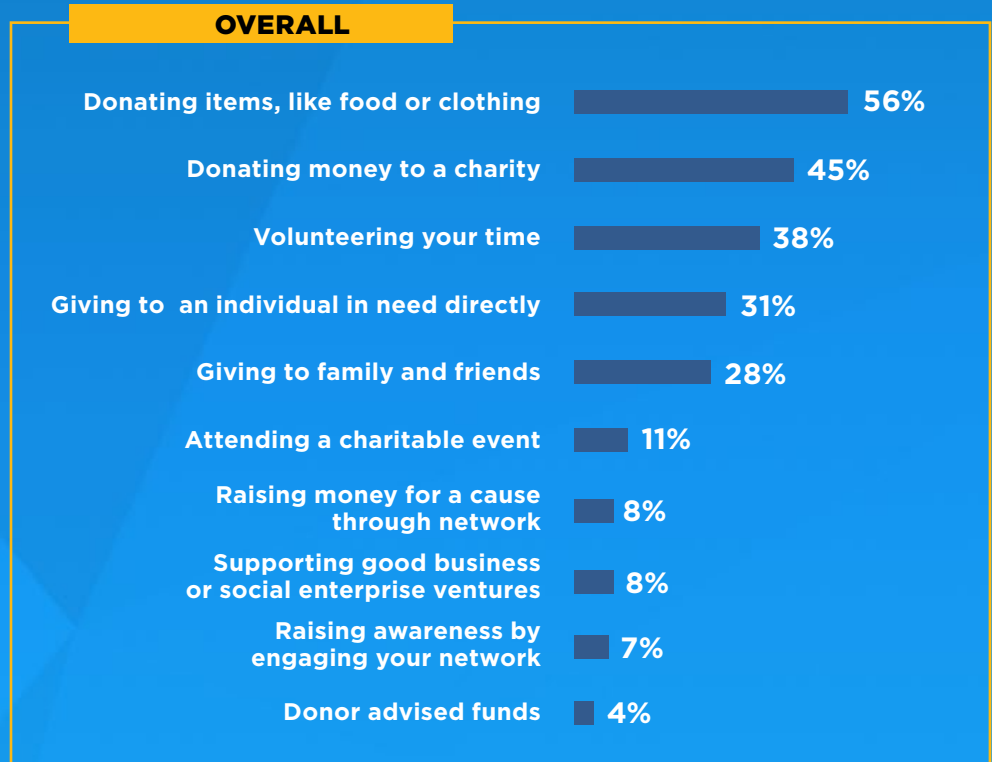 OVERALL
Donating items, like food or clothing 56%
Donating money to a charity 45%
Volunteering your time 38%
Giving to  an individual in need directly 31%
Giving to family and friends 28%
Attending a charitable event 11%
Raising money for a cause
through network 8%
Supporting good business
or social enterprise ventures 8%
Raising awareness by
engaging your network 7%
Donor advised funds 4%